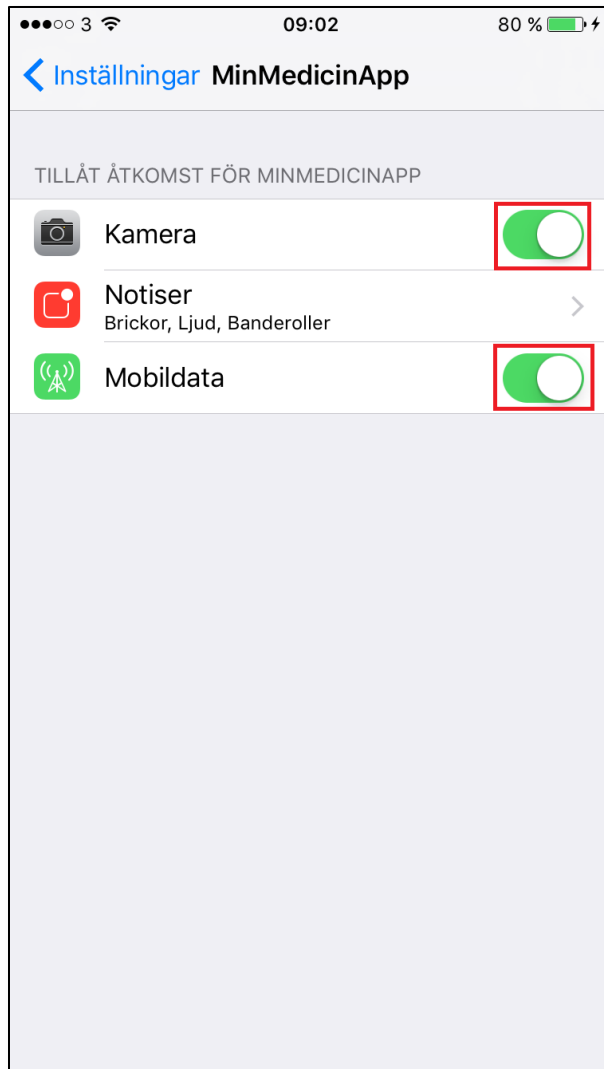 3 09:02 80 %
Inställningar MinMedicinApp
TILLÅT ÅTKOMST FÖR MINMEDICINAPP
Kamera
Notiser
Brickor, Ljud, Banderoller
Mobildata